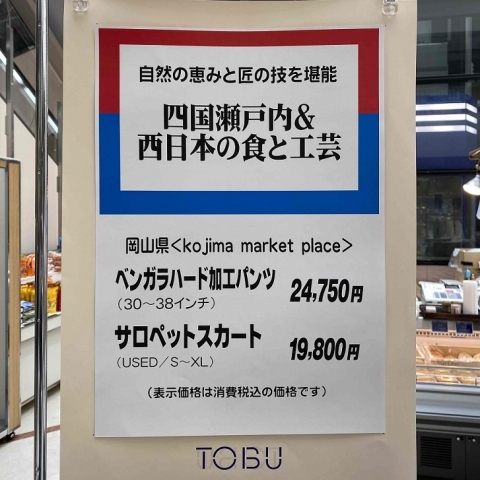 自然の恵みと匠の技を堪能
四国瀬戸内&
西日本の食と工芸
岡山県<kojima market place>
ベンガラハード加工パンツ 24,750円
(30〜38インチ)
サロペットスカート 19,800円
(USED/S〜XL)
(表示価格は消費税込の価格です)
TOBU